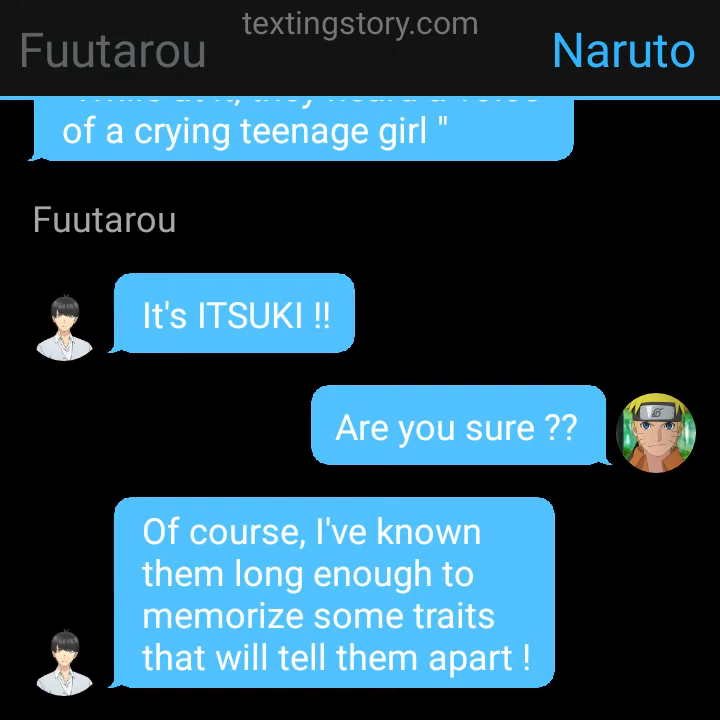 textingstory.com
Fuutarou
Naruto
of a crying teenage girl "
Fuutarou
It's ITSUKI !!
Are you sure ??
Of course, I've known
them long enough to
memorize some traits
that will tell them apart !